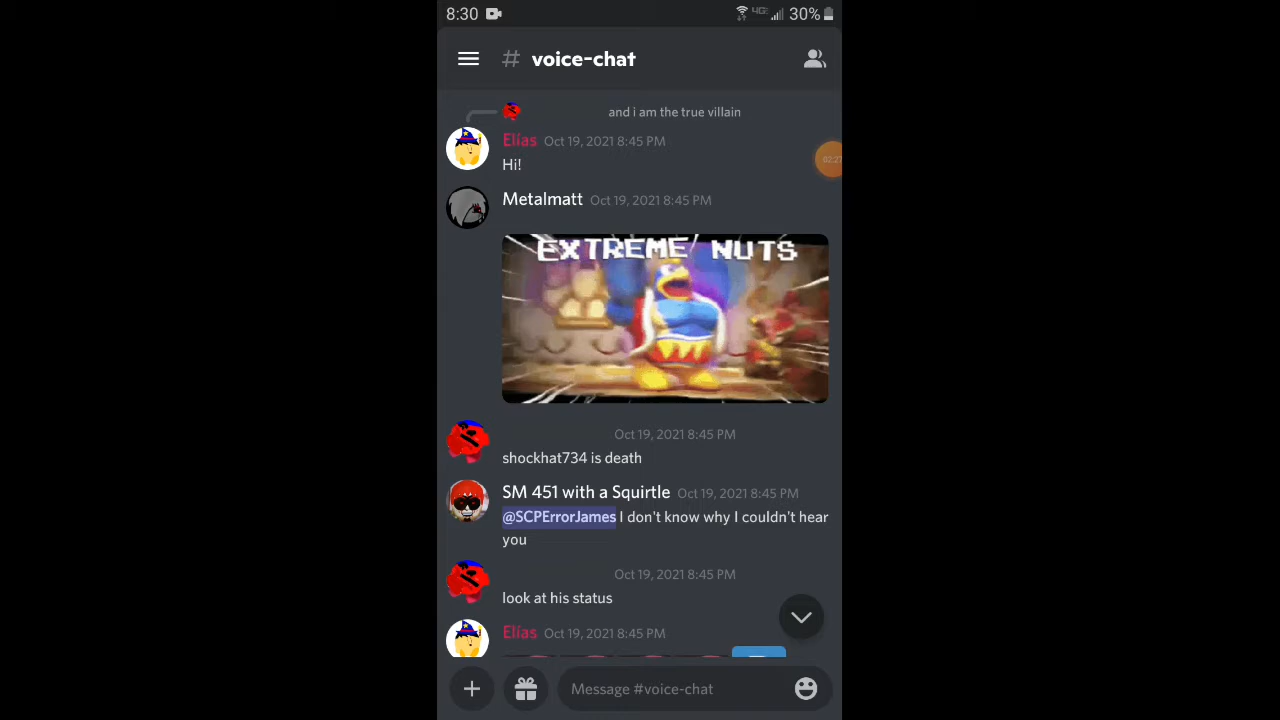 8:30 4G 30%
# voice-chat
and i am the true villain
Elías Oct 19, 2021 8:45 PM
02:27
Hi!
Metalmatt Oct 19, 2021 8:45 PM
EXTREME NUTS
Oct 19, 2021 8:45 PM
shockhat734 is death
SM 451 with a Squirtle Oct 19, 2021 8:45 PM
@SCPErrorJames I don't know why I couldn't hear
you
Oct 19, 2021 8:45 PM
look at his status
Elías Oct 19, 2021 8:45 PM
Message #voice-chat